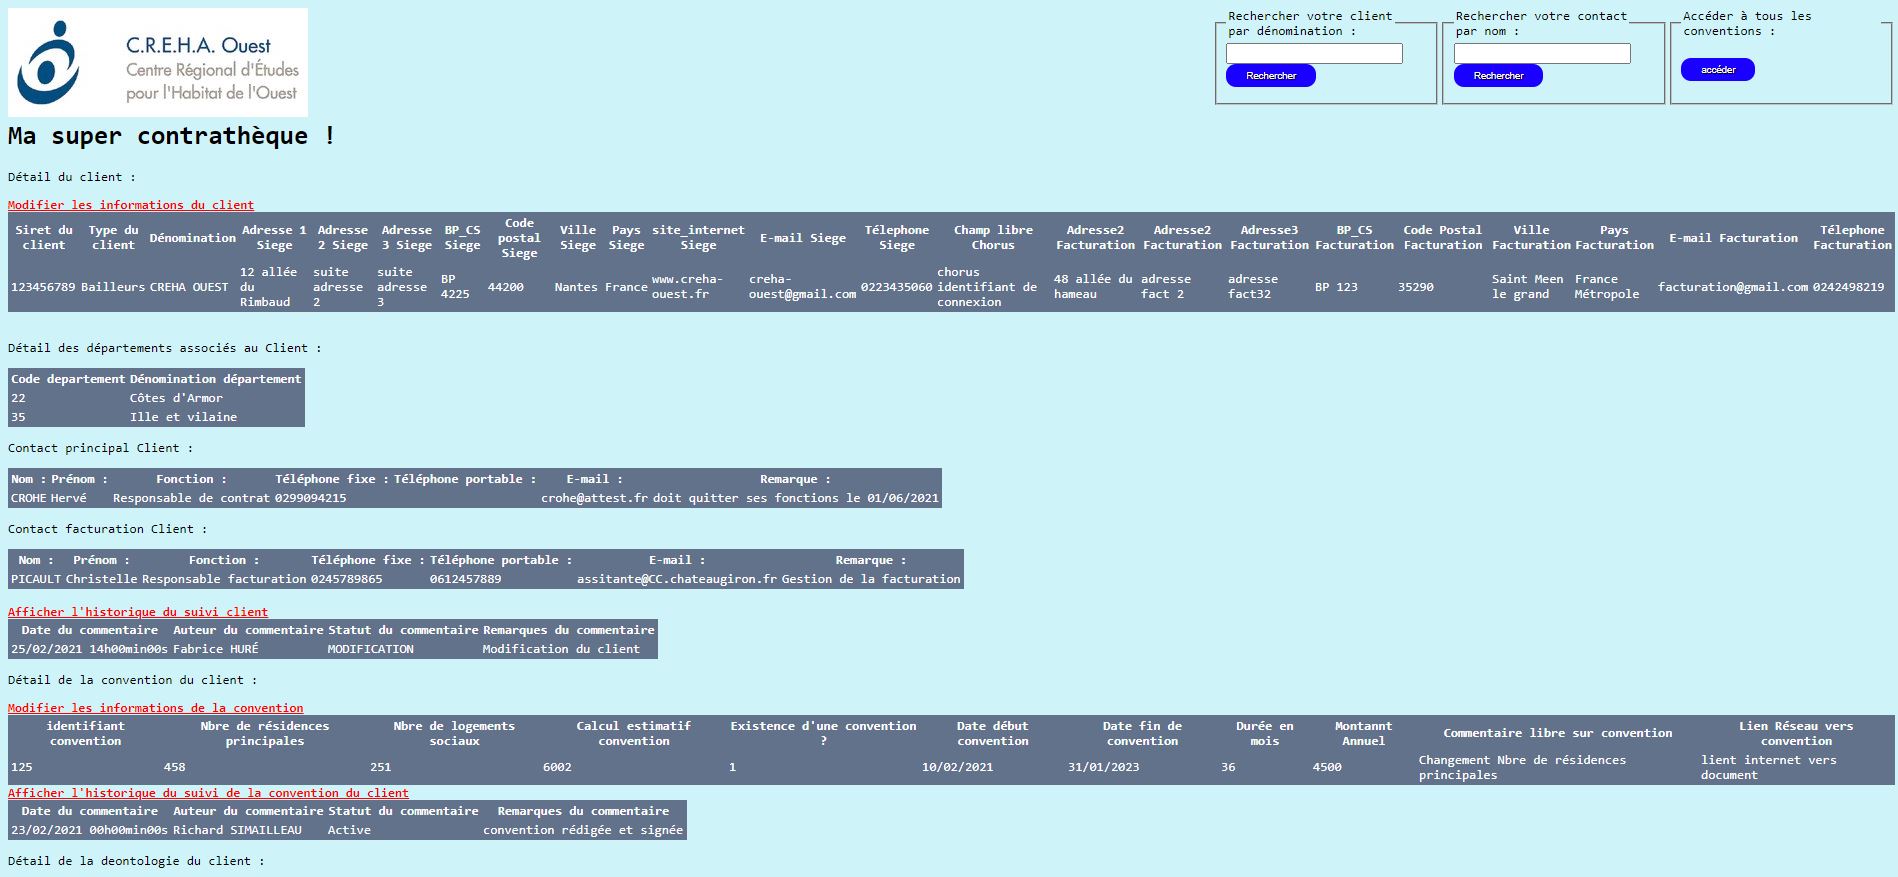 C.R.E.H.A. Ouest
Centre Régional d'Études
pour l'Habitat de l'Ouest
Rechercher votre client
par dénomination :
Rechercher
Rechercher votre contact
par nom :
Rechercher
Accéder à tous les
conventions :
accéder
Ma super contrathèque !
Détail du client :
Modifier les informations du client
Siret du client Type du client Dénomination Adresse 1 Siege Adresse 2 Siege Adresse 3 Siege BP_CS Siege Code postal Siege Ville Siege Pays Siege site_internet Siege E-mail Siege Télephone Siege Champ libre Chorus Adresse2 Facturation Adresse2 Facturation Adresse3 Facturation BP_CS Facturation Code Postal Facturation Ville Facturation Pays Facturation E-mail Facturation Télephone Facturation
123456789 Bailleurs CREHA OUEST 12 allée du Rimbaud suite adresse 2 suite adresse 3 BP 4225 44200 Nantes France www.creha-ouest.fr creha-ouest@gmail.com 0223435060 chorus identifiant de connexion 48 allée du hameau adresse fact 2 adresse fact32 BP 123 35290 Saint Meen le grand France Métropole facturation@gmail.com 0242498219
Détail des départements associés au Client :
Code departement Dénomination département
22 Côtes d'Armor
35 Ille et vilaine
Contact principal Client :
Nom : Prénom : Fonction : Téléphone fixe : Téléphone portable : E-mail : Remarque :
CROHE Hervé Responsable de contrat 0299094215 crohe@attest.fr doit quitter ses fonctions le 01/06/2021
Contact facturation Client :
Nom : Prénom : Fonction : Téléphone fixe : Téléphone portable : E-mail : Remarque :
PICAULT Christelle Responsable facturation 0245789865 0612457889 assitante@CC.chateaugiron.fr Gestion de la facturation
Afficher l'historique du suivi client
Date du commentaire Auteur du commentaire Statut du commentaire Remarques du commentaire
25/02/2021 14h00min00s Fabrice HURÉ MODIFICATION Modification du client
Détail de la convention du client :
Modifier les informations de la convention
identifiant convention Nbre de résidences principales Nbre de logements sociaux Calcul estimatif convention Existence d'une convention ? Date début convention Date fin de convention Durée en mois Montannt Annuel Commentaire libre sur convention Lien Réseau vers convention
125 458 251 6002 1 10/02/2021 31/01/2023 36 4500 Changement Nbre de résidences principales lient internet vers document
Afficher l'historique du suivi de la convention du client
Date du commentaire Auteur du commentaire Statut du commentaire Remarques du commentaire
23/02/2021 00h00min00s Richard SIMAILLEAU Active convention rédigée et signée
Détail de la deontologie du client :